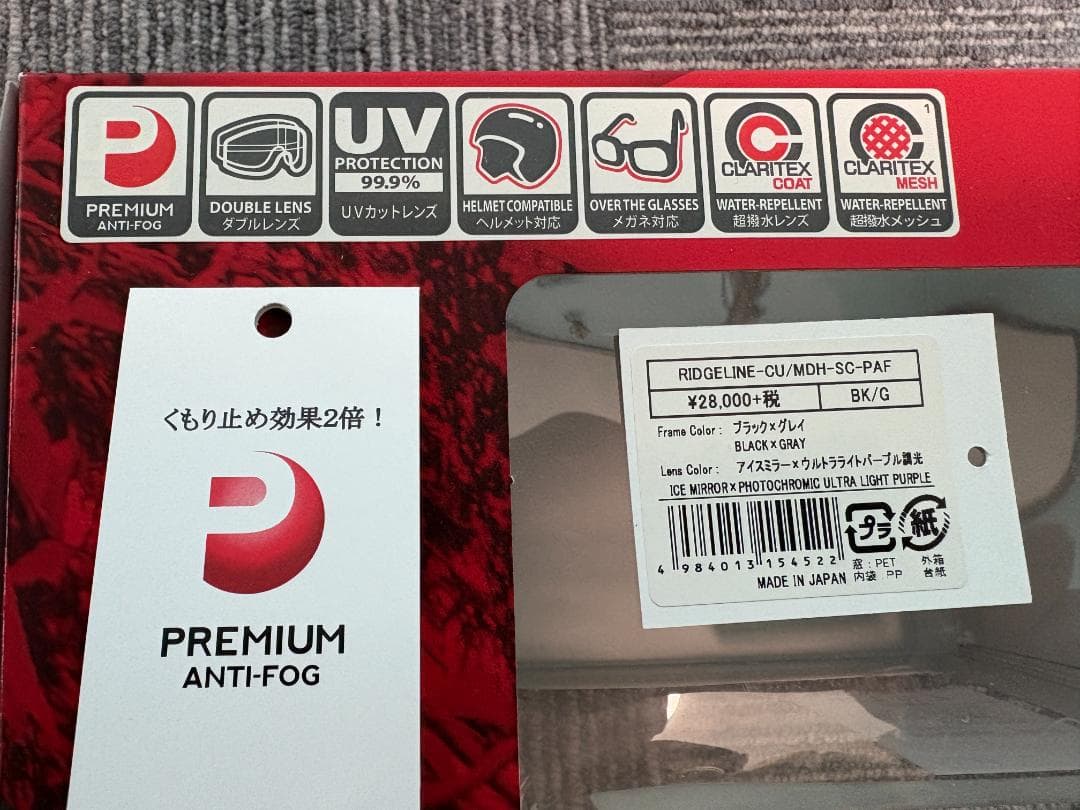 P
PREMIUM
ANTI-FOG
DOUBLE LENS
ダブルレンズ
UV
PROTECTION
99.9%
UVカットレンズ
HELMET COMPATIBLE
ヘルメット対応
OVER THE GLASSES
メガネ対応
CLARITEX
COAT
WATER-REPELLENT
超撥水レンズ
1
CLARITEX
MESH
WATER-REPELLENT
超撥水メッシュ
くもり止め効果2倍！
P
PREMIUM
ANTI-FOG
RIDGELINE-CU/MDH-SC-PAF
¥28,000+税 BK/G
Frame Color : ブラック×グレイ
BLACK×GRAY
Lens Color : アイスミラー×ウルトラライトパープル調光
ICE MIRROR×PHOTOCHROMIC ULTRA LIGHT PURPLE
4 984013 154522
MADE IN JAPAN
プラ
窓:PET
内袋:PP
紙
外箱
台紙